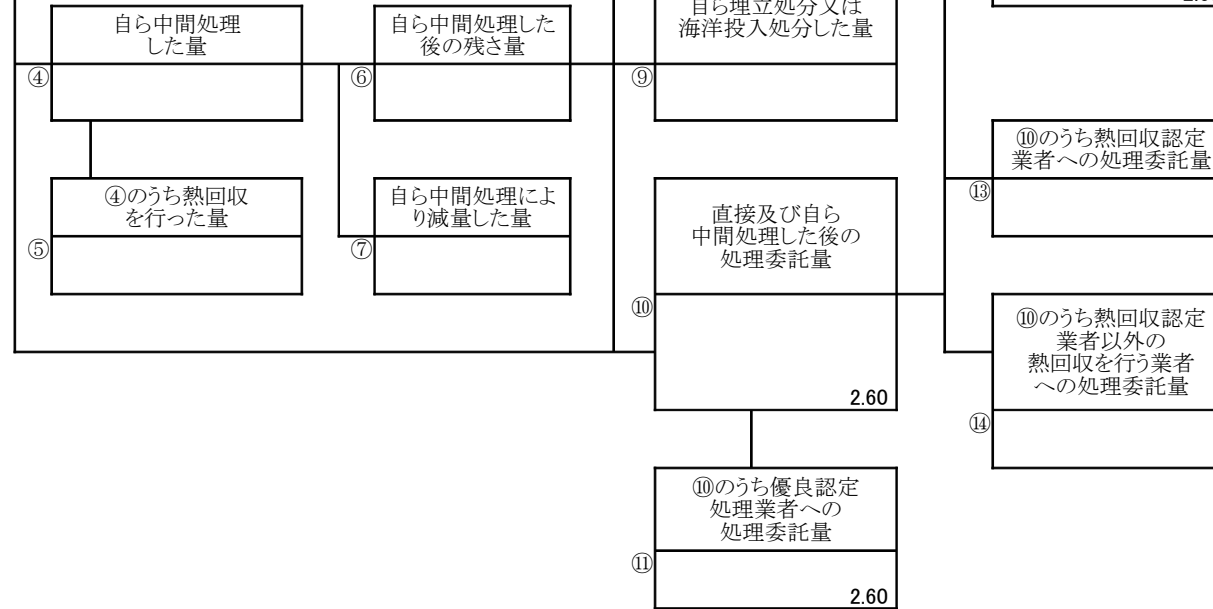 自ら中間処理
した量
④
自ら中間処理した
後の残さ量
⑥
自ら埋立処分又は
海洋投入処分した量
⑨
⑩のうち熱回収認定
業者への処理委託量
⑬
④のうち熱回収
を行った量
⑤
自ら中間処理によ
り減量した量
⑦
直接及び自ら
中間処理した後の
処理委託量
⑩
2.60
⑩のうち熱回収認定
業者以外の
熱回収を行う業者
への処理委託量
⑭
⑩のうち優良認定
処理業者への
処理委託量
⑪
2.60